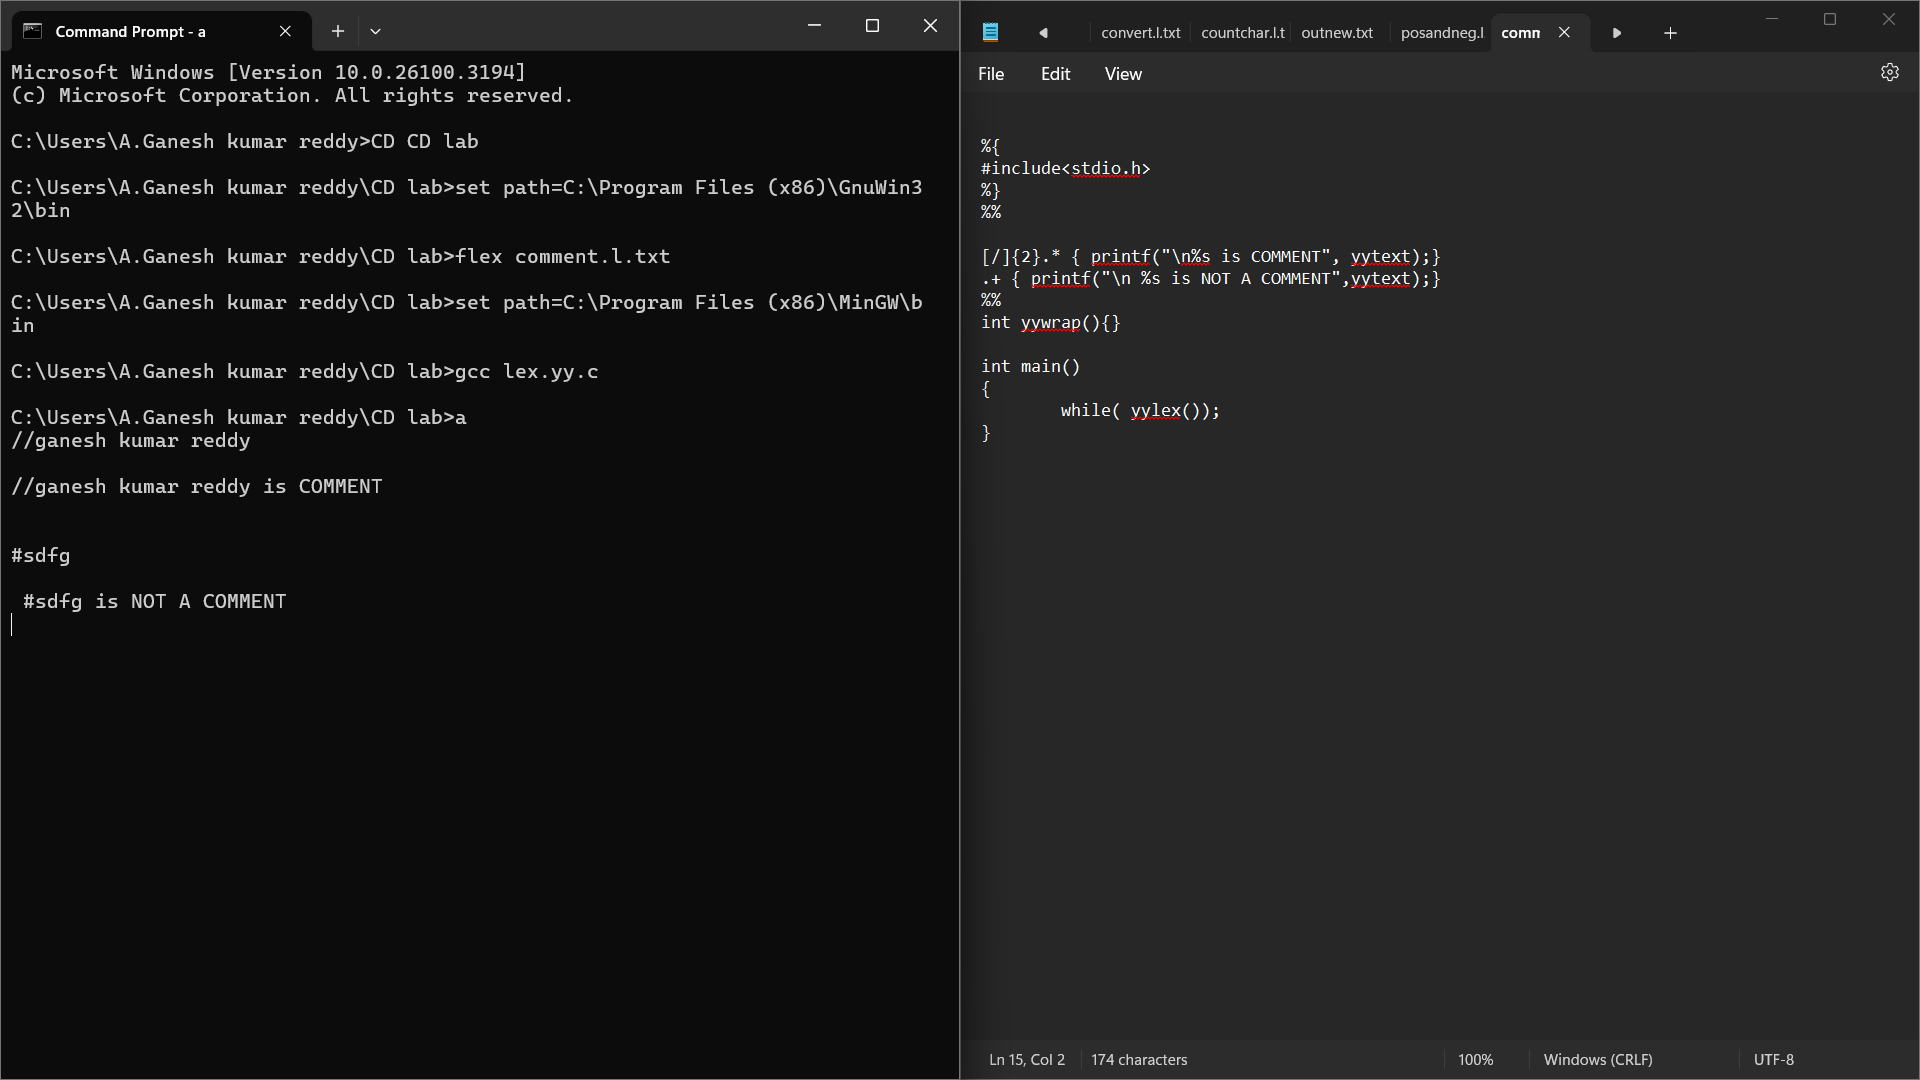 Command Prompt - a
Microsoft Windows [Version 10.0.26100.3194]
(c) Microsoft Corporation. All rights reserved.
C:\Users\A.Ganesh kumar reddy>CD CD lab
C:\Users\A.Ganesh kumar reddy\CD lab>set path=C:\Program Files (x86)\GnuWin3
2\bin
C:\Users\A.Ganesh kumar reddy\CD lab>flex comment.l.txt
C:\Users\A.Ganesh kumar reddy\CD lab>set path=C:\Program Files (x86)\MinGW\b
in
C:\Users\A.Ganesh kumar reddy\CD lab>gcc lex.yy.c
C:\Users\A.Ganesh kumar reddy\CD lab>a
//ganesh kumar reddy
//ganesh kumar reddy is COMMENT
#sdfg
 #sdfg is NOT A COMMENT
convert.l.txt countchar.l.t outnew.txt posandneg.l comn
File Edit View
%{
#include<stdio.h>
%}
%%
[/]{2}.* { printf("\n%s is COMMENT", yytext);}
.+ { printf("\n %s is NOT A COMMENT",yytext);}
%%
int yywrap(){}
int main()
{
        while( yylex());
}
Ln 15, Col 2 174 characters 100% Windows (CRLF) UTF-8